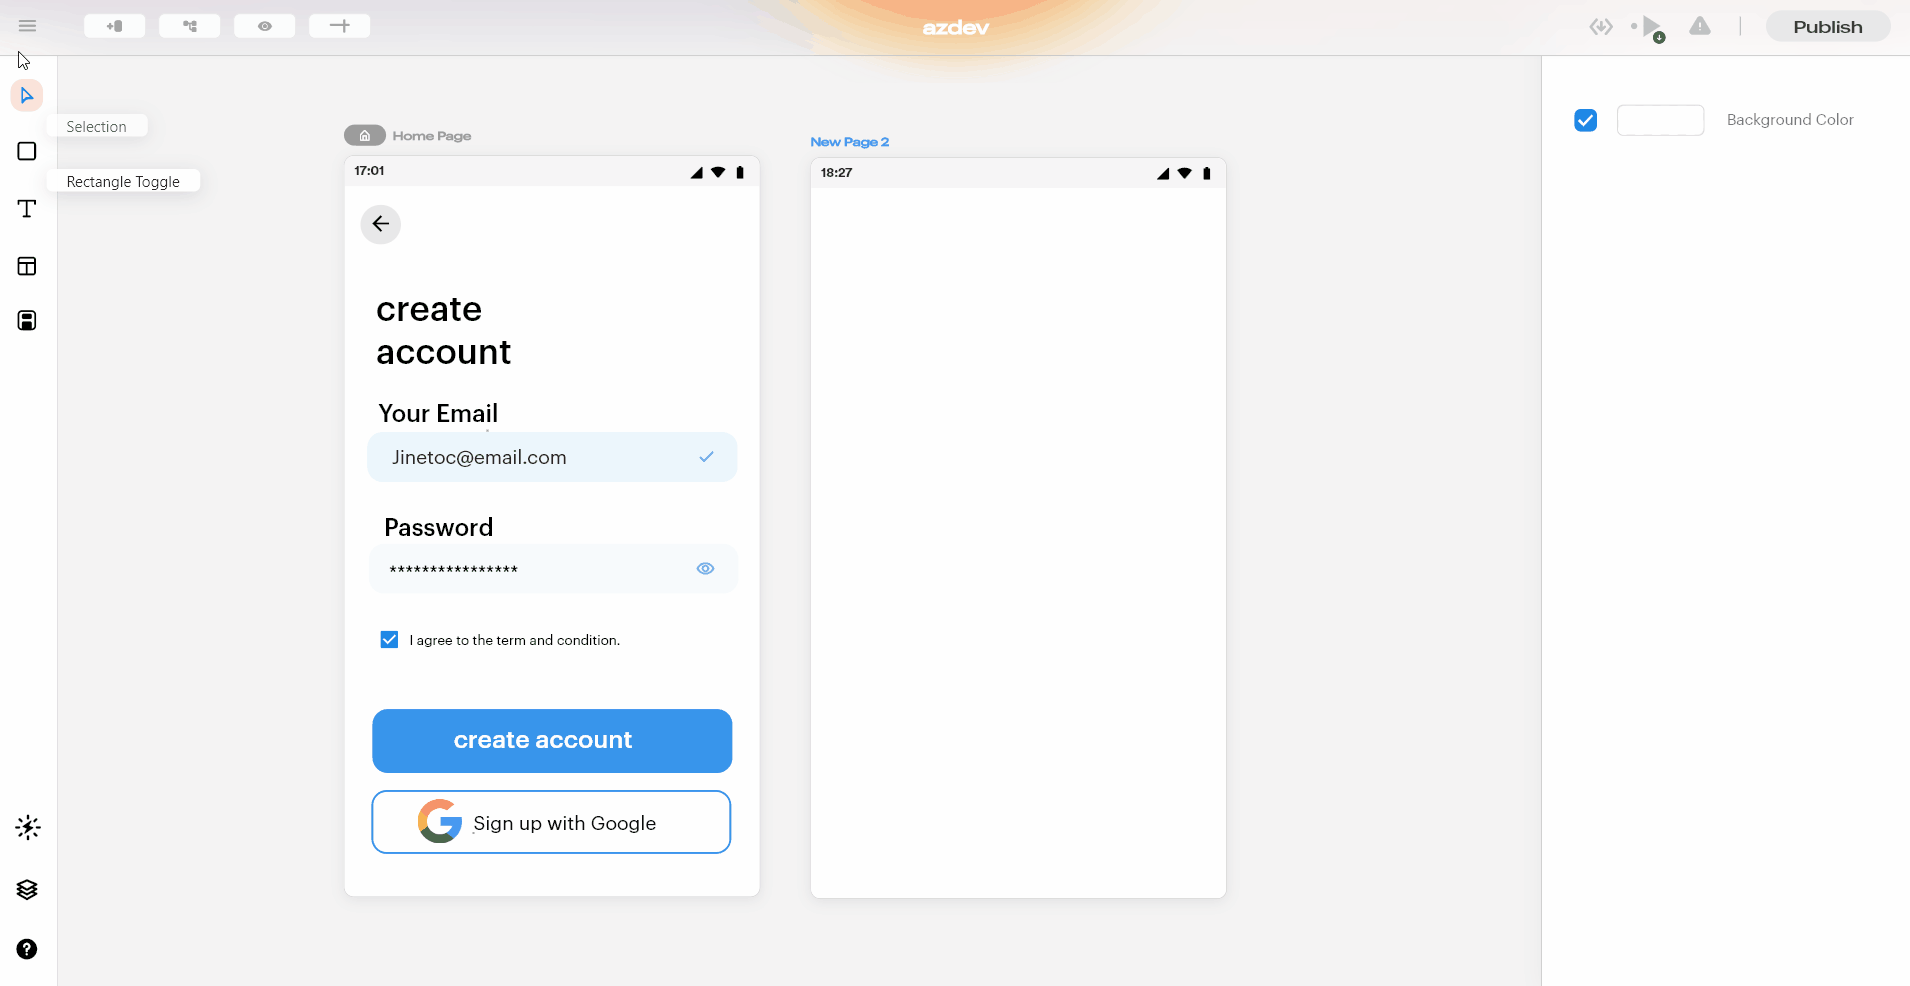 azdev
Publish
Selection
Rectangle Toggle
Home Page
17:01
create
account
Your Email
Jinetoc@email.com
Password
****************
I agree to the term and condition.
create account
Sign up with Google
New Page 2
18:27
Background Color